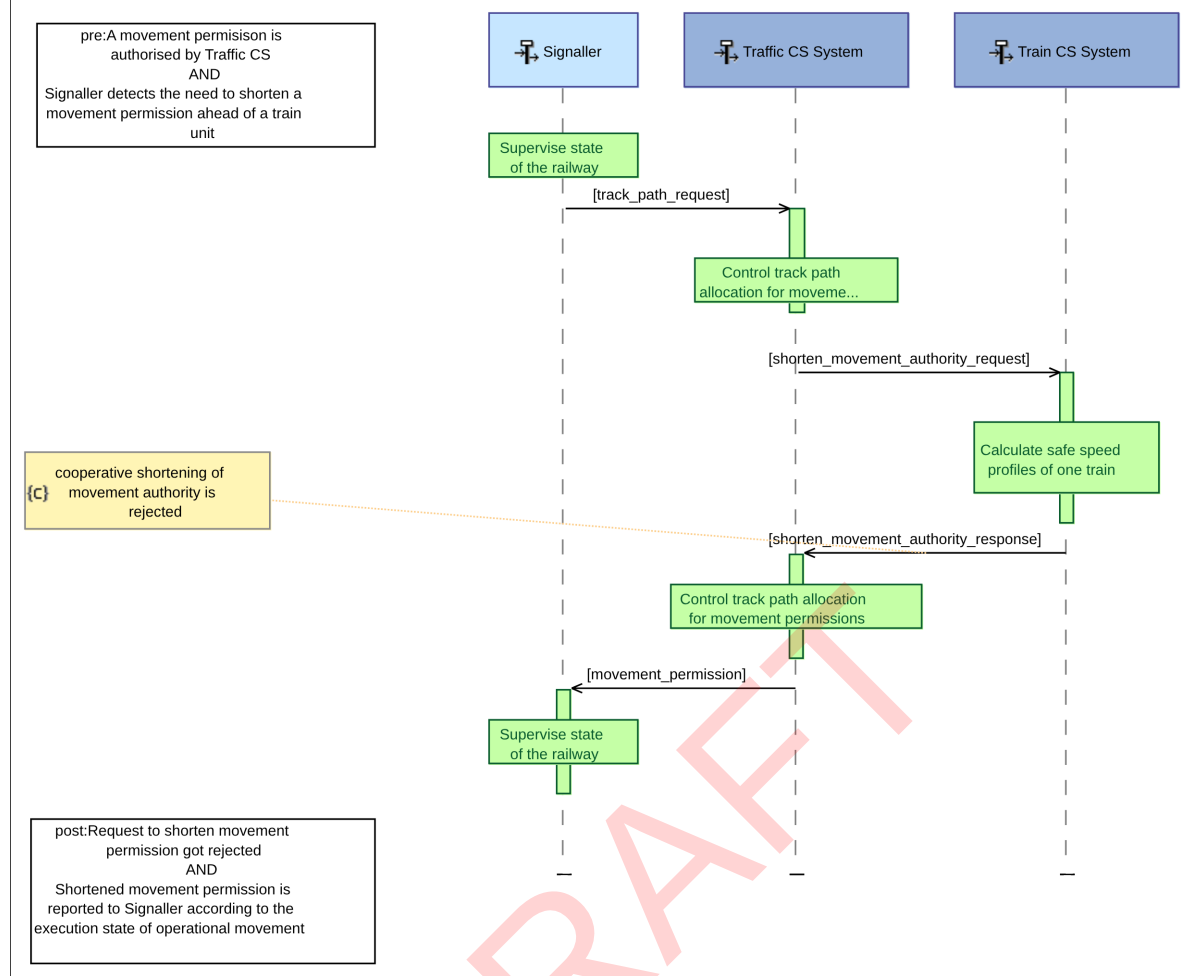 pre:A movement permisison is
authorised by Traffic CS
AND
Signaller detects the need to shorten a
movement permission ahead of a train
unit
Signaller
Traffic CS System
Train CS System
Supervise state
of the railway
[track_path_request]
Control track path
allocation for moveme...
[shorten_movement_authority_request]
Calculate safe speed
profiles of one train
{c}
cooperative shortening of
movement authority is
rejected
[shorten_movement_authority_response]
Control track path allocation
for movement permissions
[movement_permission]
Supervise state
of the railway
post:Request to shorten movement
permission got rejected
AND
Shortened movement permission is
reported to Signaller according to the
execution state of operational movement
RAFT